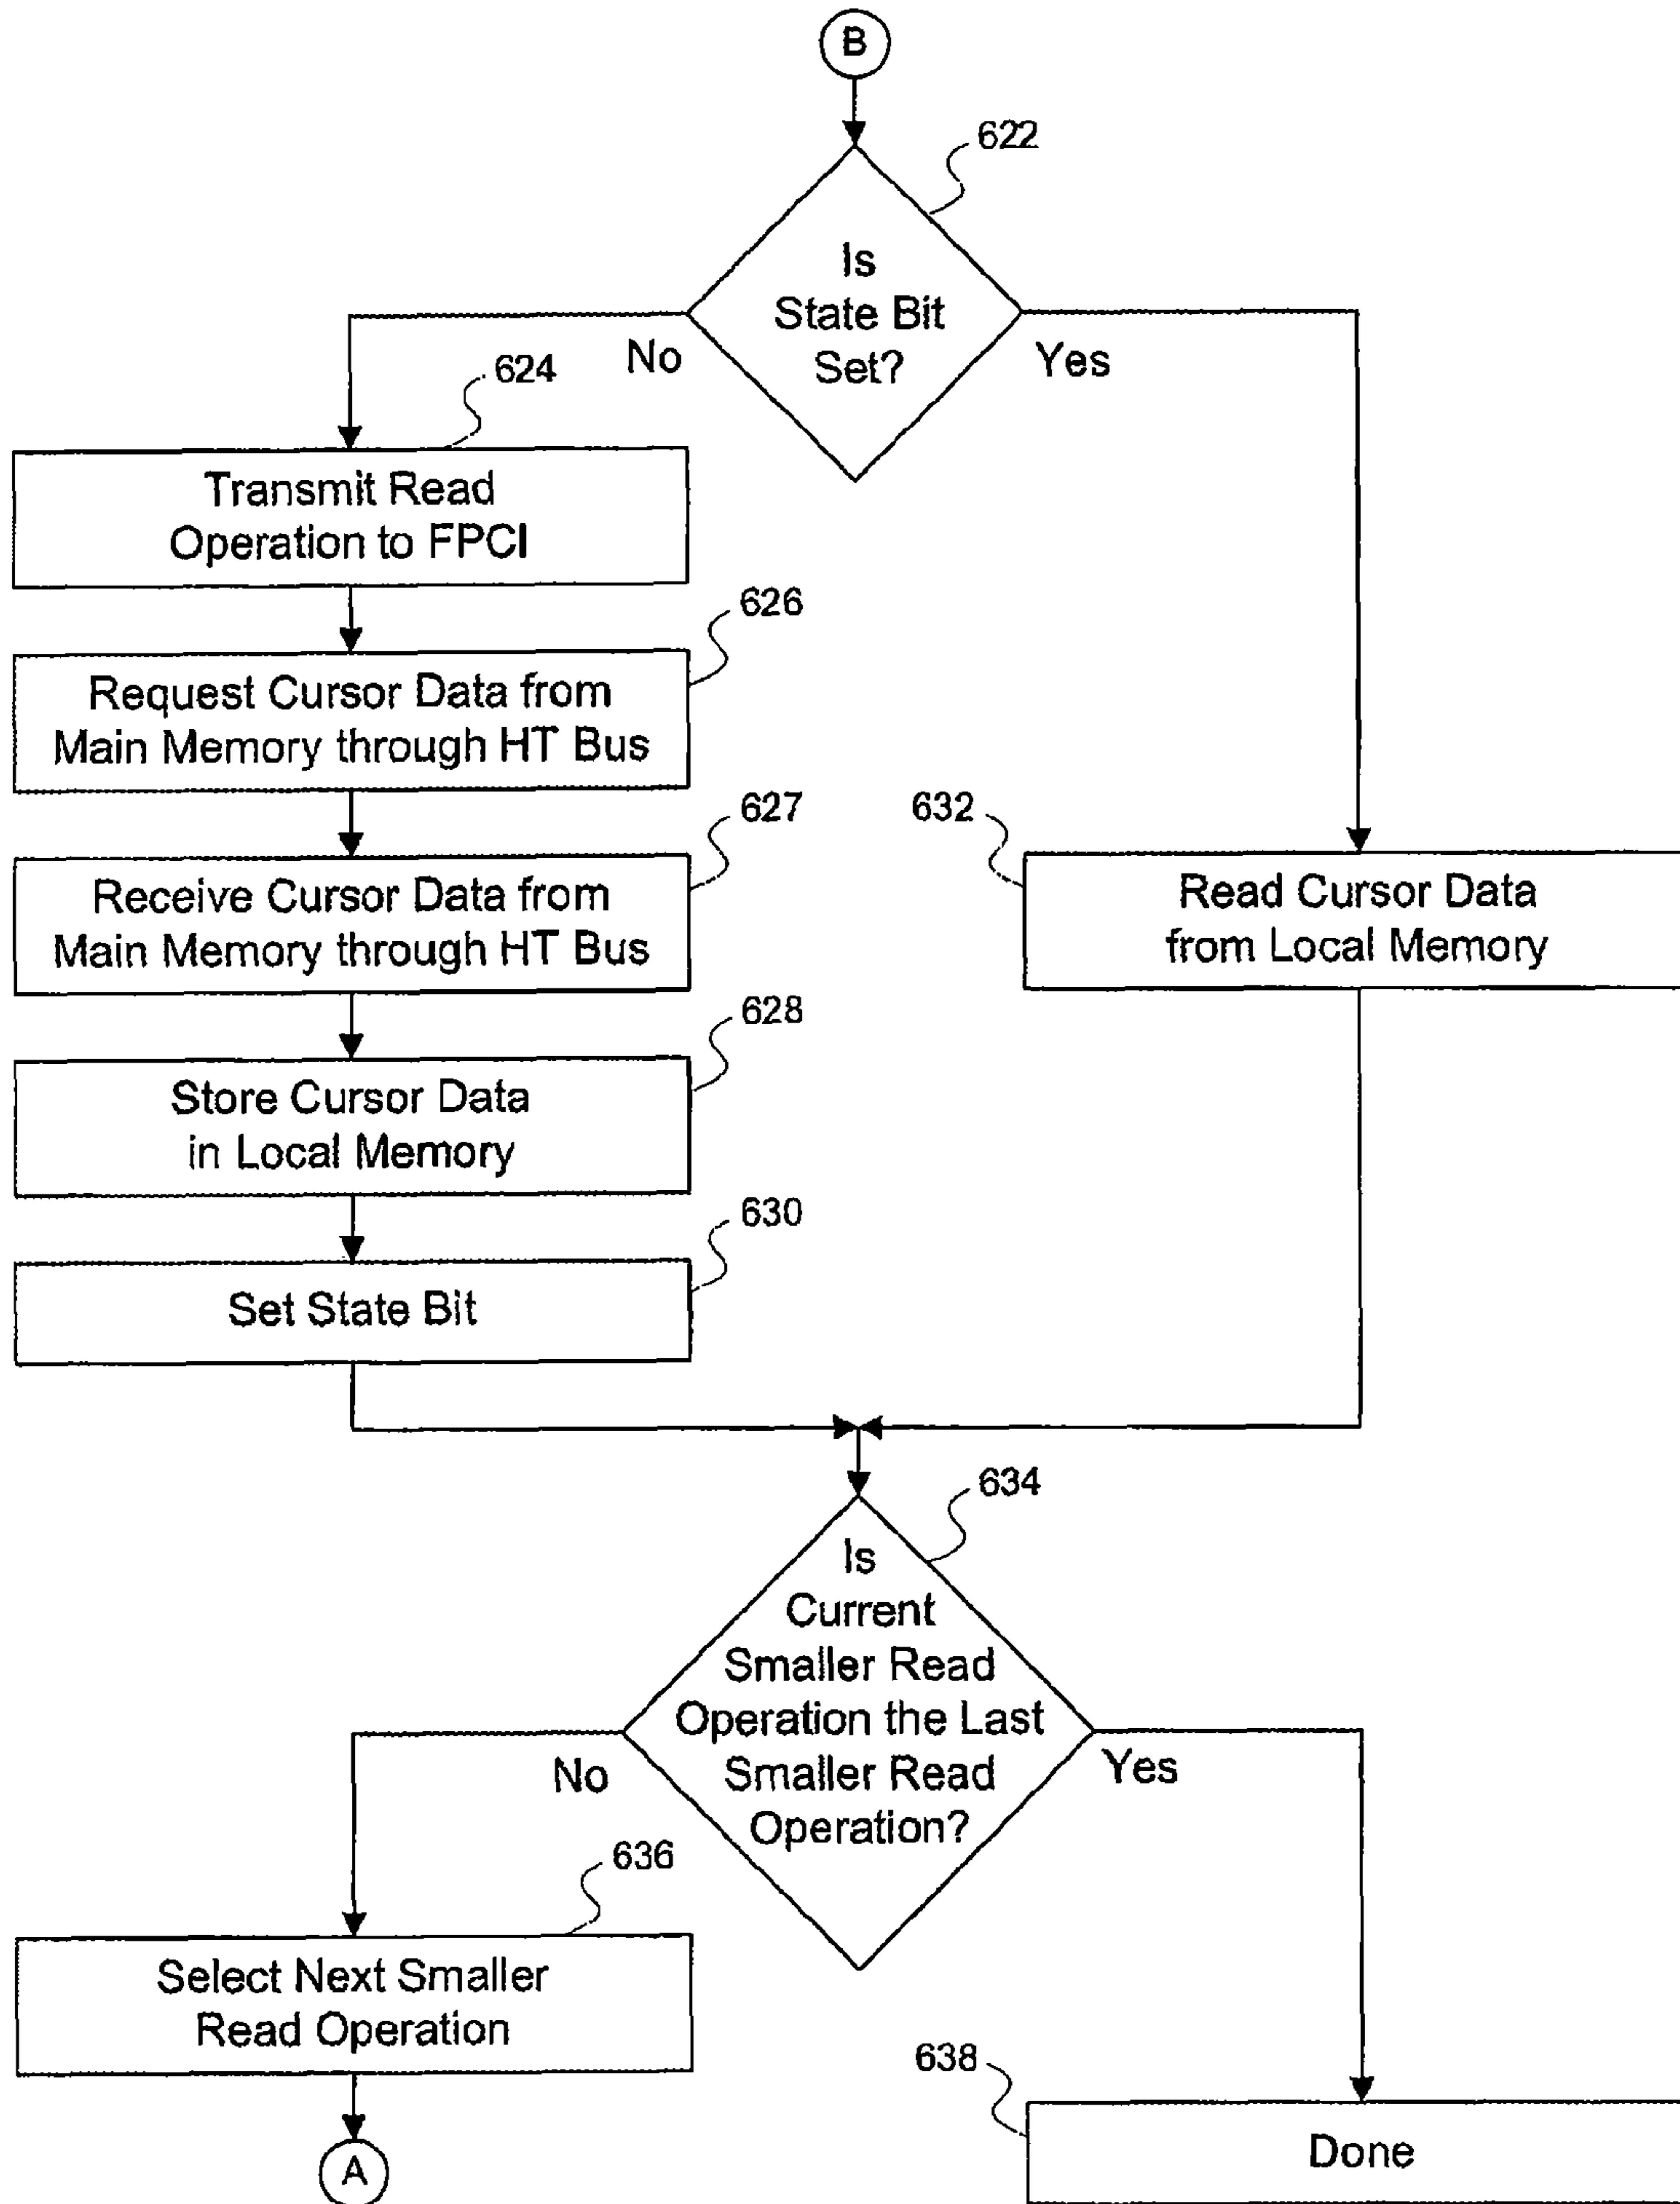 B
622
Is
State Bit
Set?
No
Yes
624
Transmit Read
Operation to FPCI
626
Request Cursor Data from
Main Memory through HT Bus
627
Receive Cursor Data from
Main Memory through HT Bus
632
Read Cursor Data
from Local Memory
628
Store Cursor Data
in Local Memory
630
Set State Bit
634
Is
Current
Smaller Read
Operation the Last
Smaller Read
Operation?
No
Yes
636
Select Next Smaller
Read Operation
638
Done
A